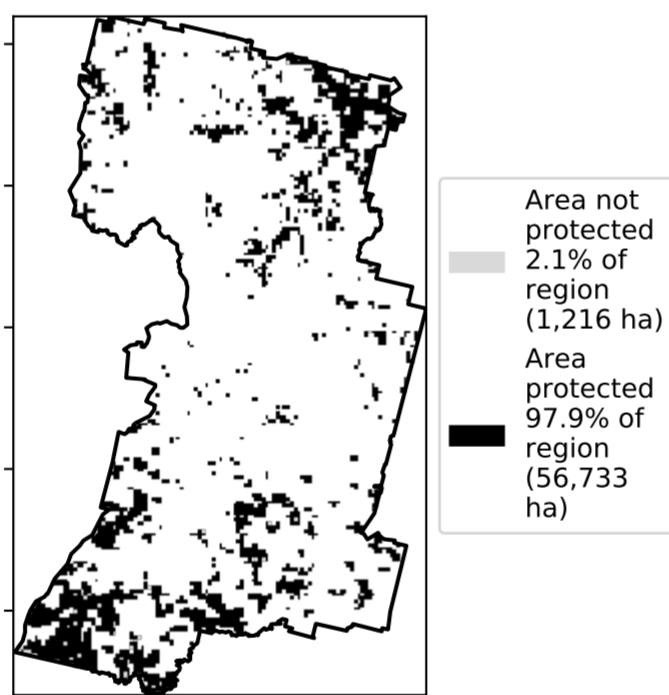 Area not
protected
2.1% of
region
(1,216 ha)
Area
protected
97.9% of
region
(56,733
ha)